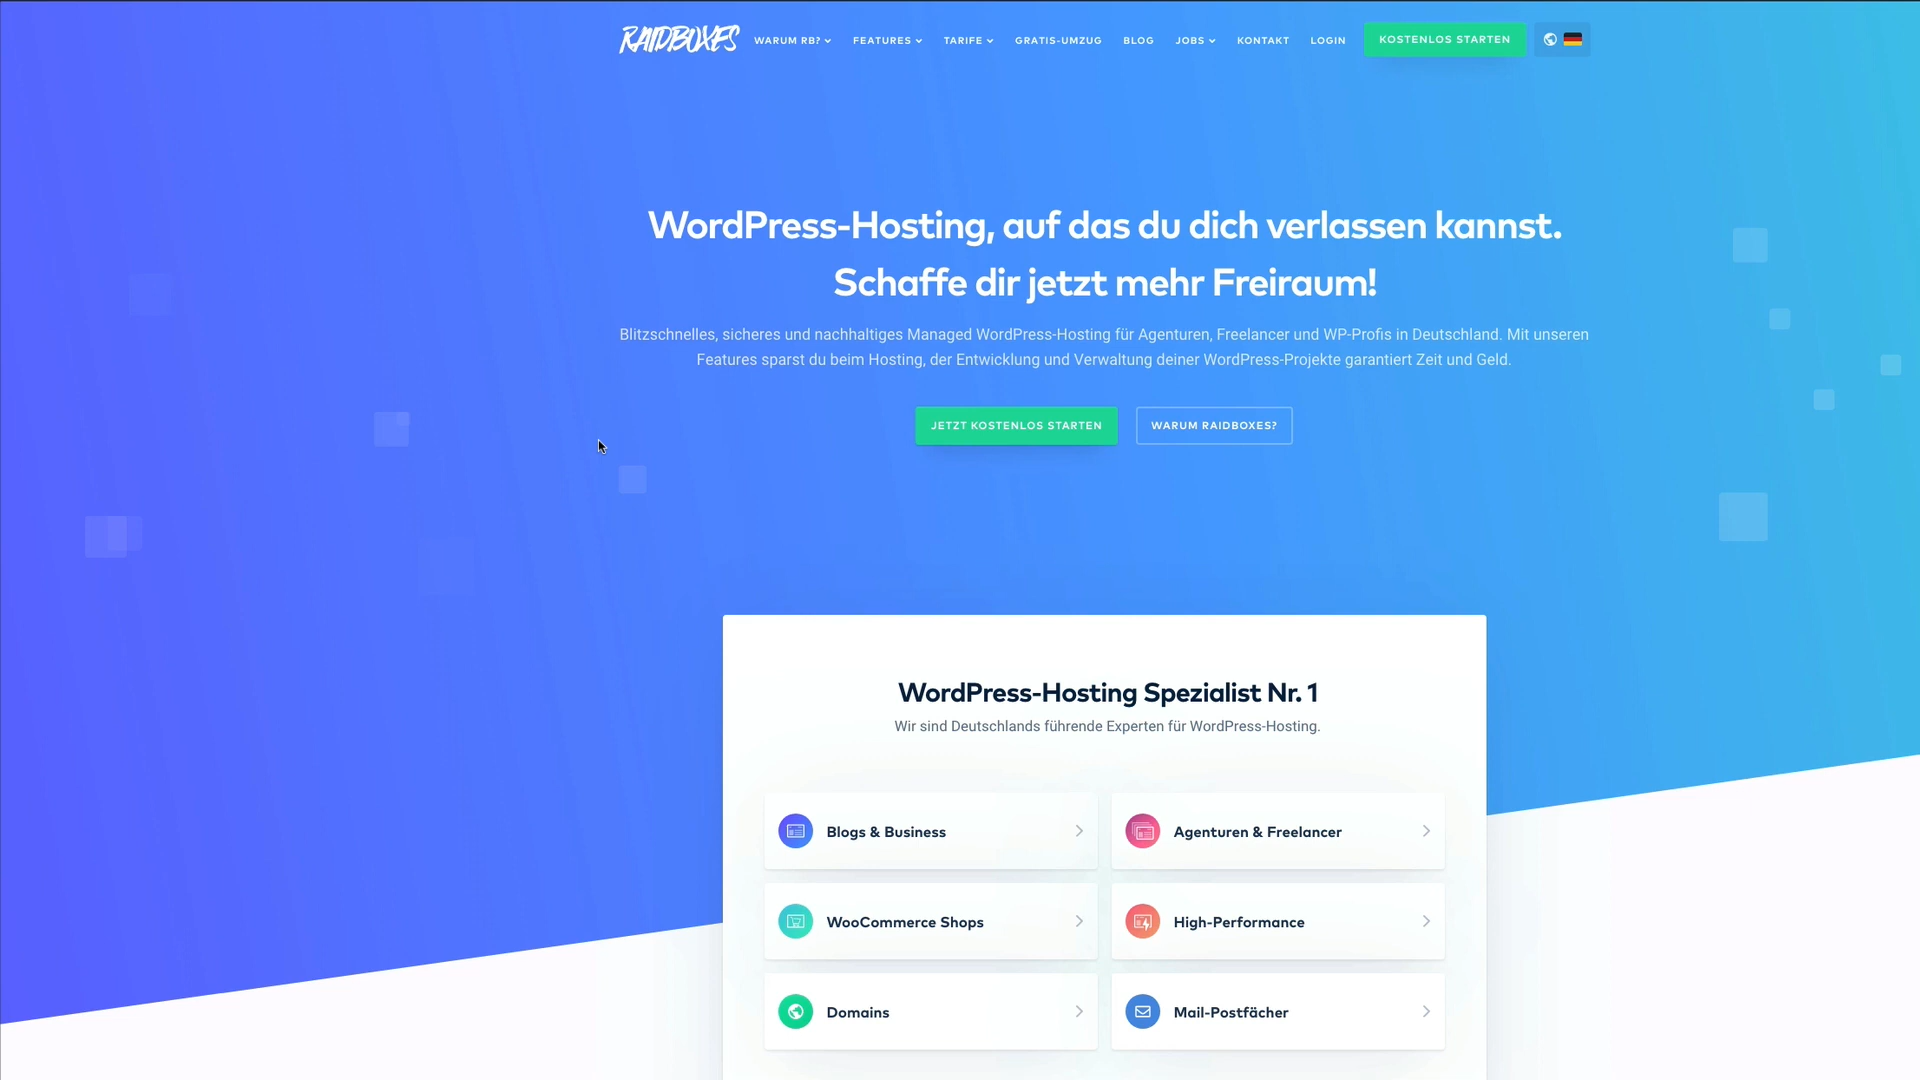 RAIDBOXES
WARUM RB?
FEATURES
TARIFE
GRATIS-UMZUG
BLOG
JOBS
KONTAKT
LOGIN
KOSTENLOS STARTEN
WordPress-Hosting, auf das du dich verlassen kannst.
Schaffe dir jetzt mehr Freiraum!
Blitzschnelles, sicheres und nachhaltiges Managed WordPress-Hosting für Agenturen, Freelancer und WP-Profis in Deutschland. Mit unseren
Features sparst du beim Hosting, der Entwicklung und Verwaltung deiner WordPress-Projekte garantiert Zeit und Geld.
JETZT KOSTENLOS STARTEN
WARUM RAIDBOXES?
WordPress-Hosting Spezialist Nr. 1
Wir sind Deutschlands führende Experten für WordPress-Hosting.
Blogs & Business
Agenturen & Freelancer
WooCommerce Shops
High-Performance
Domains
Mail-Postfächer